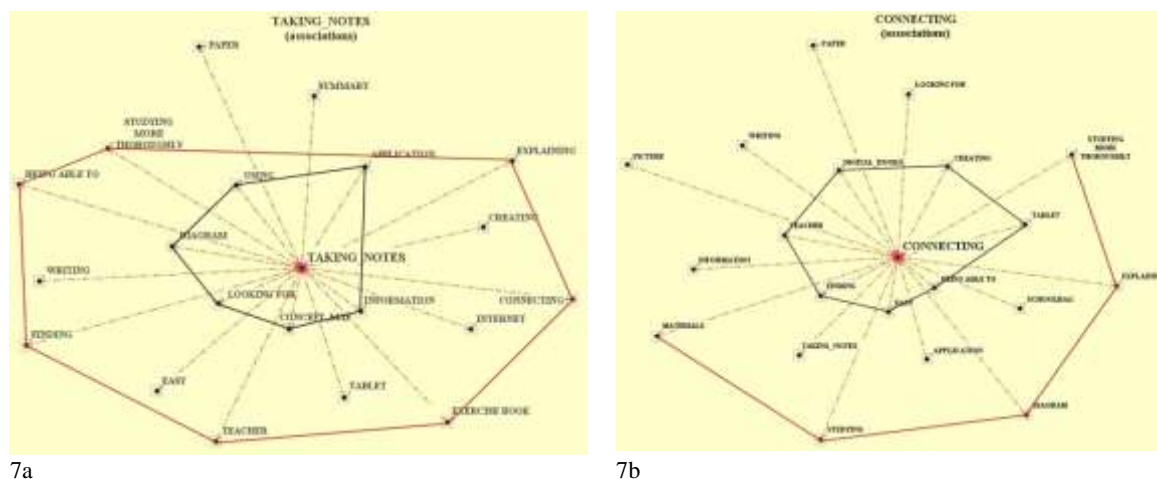 TAKING_NOTES
(associations)
PAPER
SUMMARY
STUDYING
MORE
THOROUGHLY
APPLICATION
EXPLAINING
BEING ABLE TO
USING
CREATING
DIAGRAM
TAKING_NOTES
WRITING
LOOKING FOR
INFORMATION
CONNECTING
CONCEPT_MAP
INTERNET
FINDING
EASY
TABLET
EXERCISE BOOK
TEACHER
7a
CONNECTING
(associations)
PAPER
LOOKING FOR
WRITING
STUDYING
MORE
THOROUGHLY
PICTURE
DIGITAL_BOOKS
CREATING
TABLET
TEACHER
CONNECTING
INFORMATION
BEING ABLE TO
EXPLAINI
FINDING
SCHOOLBAG
MATERIALS
TAKING_NOTES
APPLICATION
DIAGRAM
STUDYING
7b